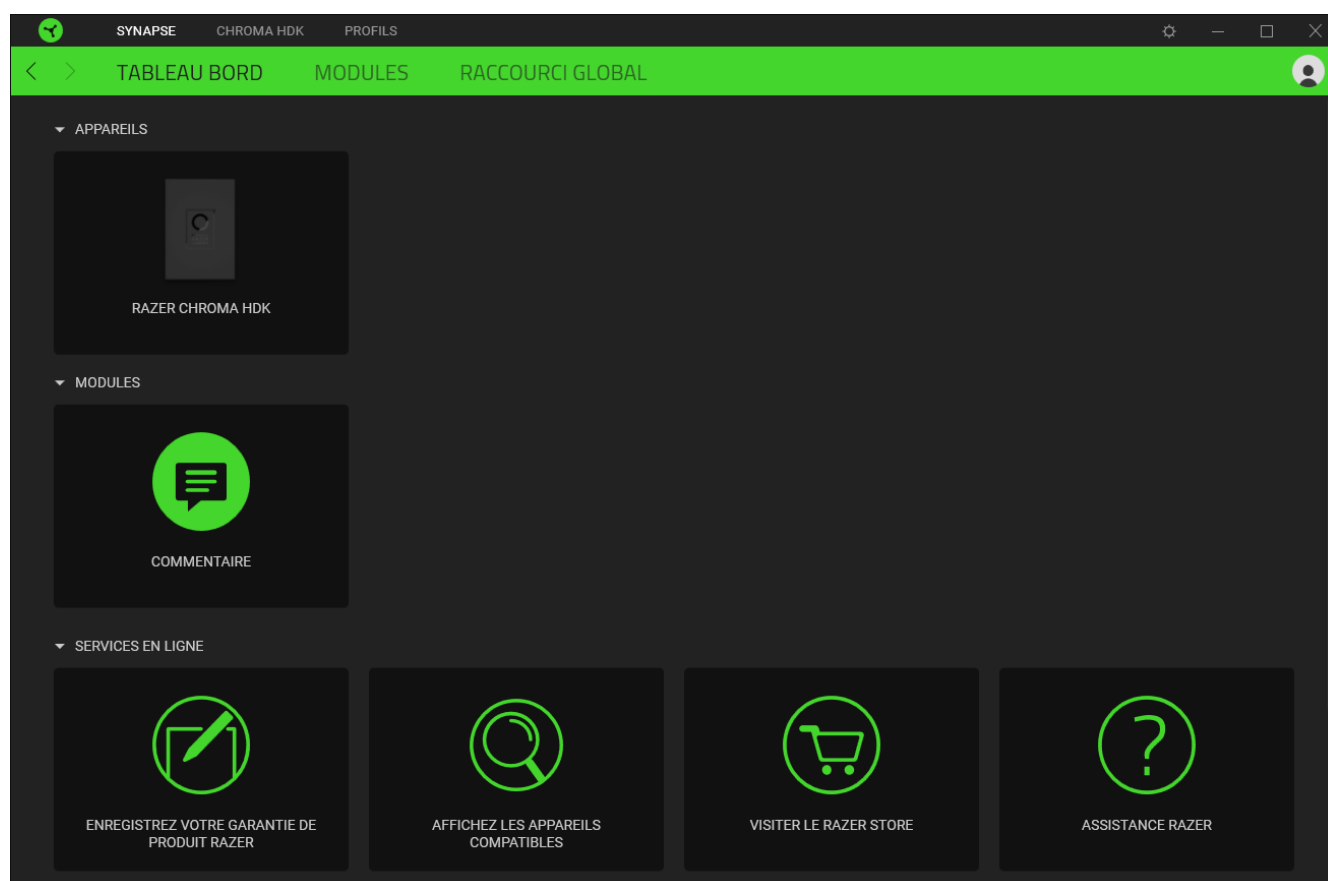 SYNAPSE CHROMA HDK PROFILS
TABLEAU BORD MODULES RACCOURCI GLOBAL
APPAREILS
RAZER CHROMA HDK
MODULES
COMMENTAIRE
SERVICES EN LIGNE
ENREGISTREZ VOTRE GARANTIE DE
PRODUIT RAZER
AFFICHEZ LES APPAREILS
COMPATIBLES
VISITER LE RAZER STORE
ASSISTANCE RAZER